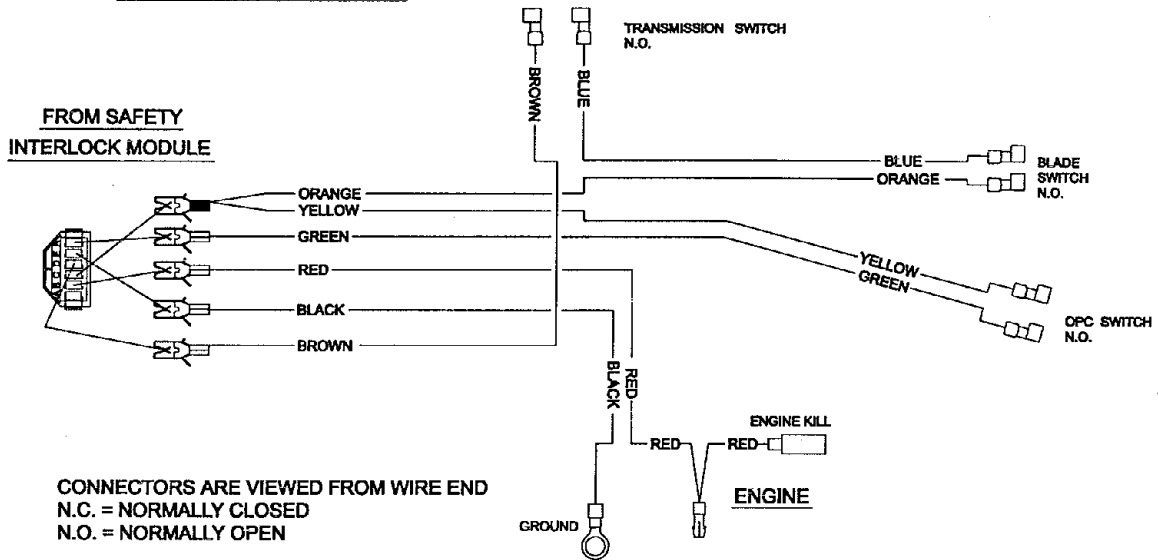 TRANSMISSION SWITCH
N.O.
BROWN
BLUE
FROM SAFETY
INTERLOCK MODULE
BLUE
ORANGE
BLADE
SWITCH
N.O.
ORANGE
YELLOW
GREEN
RED
BLACK
BROWN
YELLOW
GREEN
OPC SWITCH
N.O.
BLACK
RED
ENGINE KILL
RED
RED
ENGINE
GROUND
CONNECTORS ARE VIEWED FROM WIRE END
N.C. = NORMALLY CLOSED
N.O. = NORMALLY OPEN